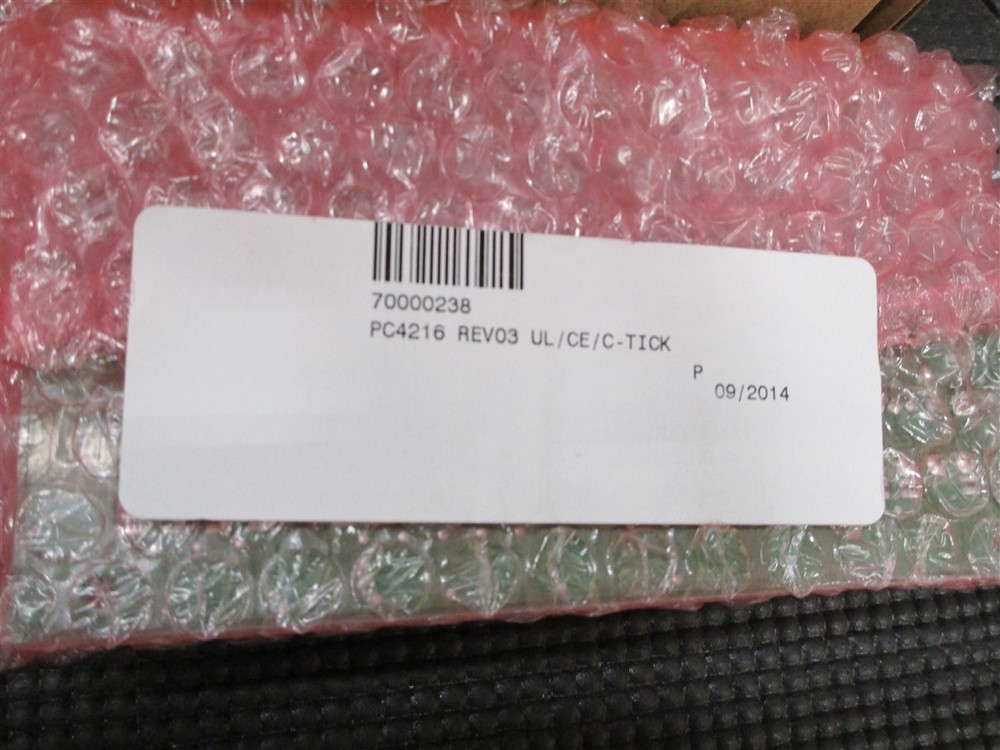 70000238
PC4216 REV03 UL/CE/C-TICK
P
09/2014